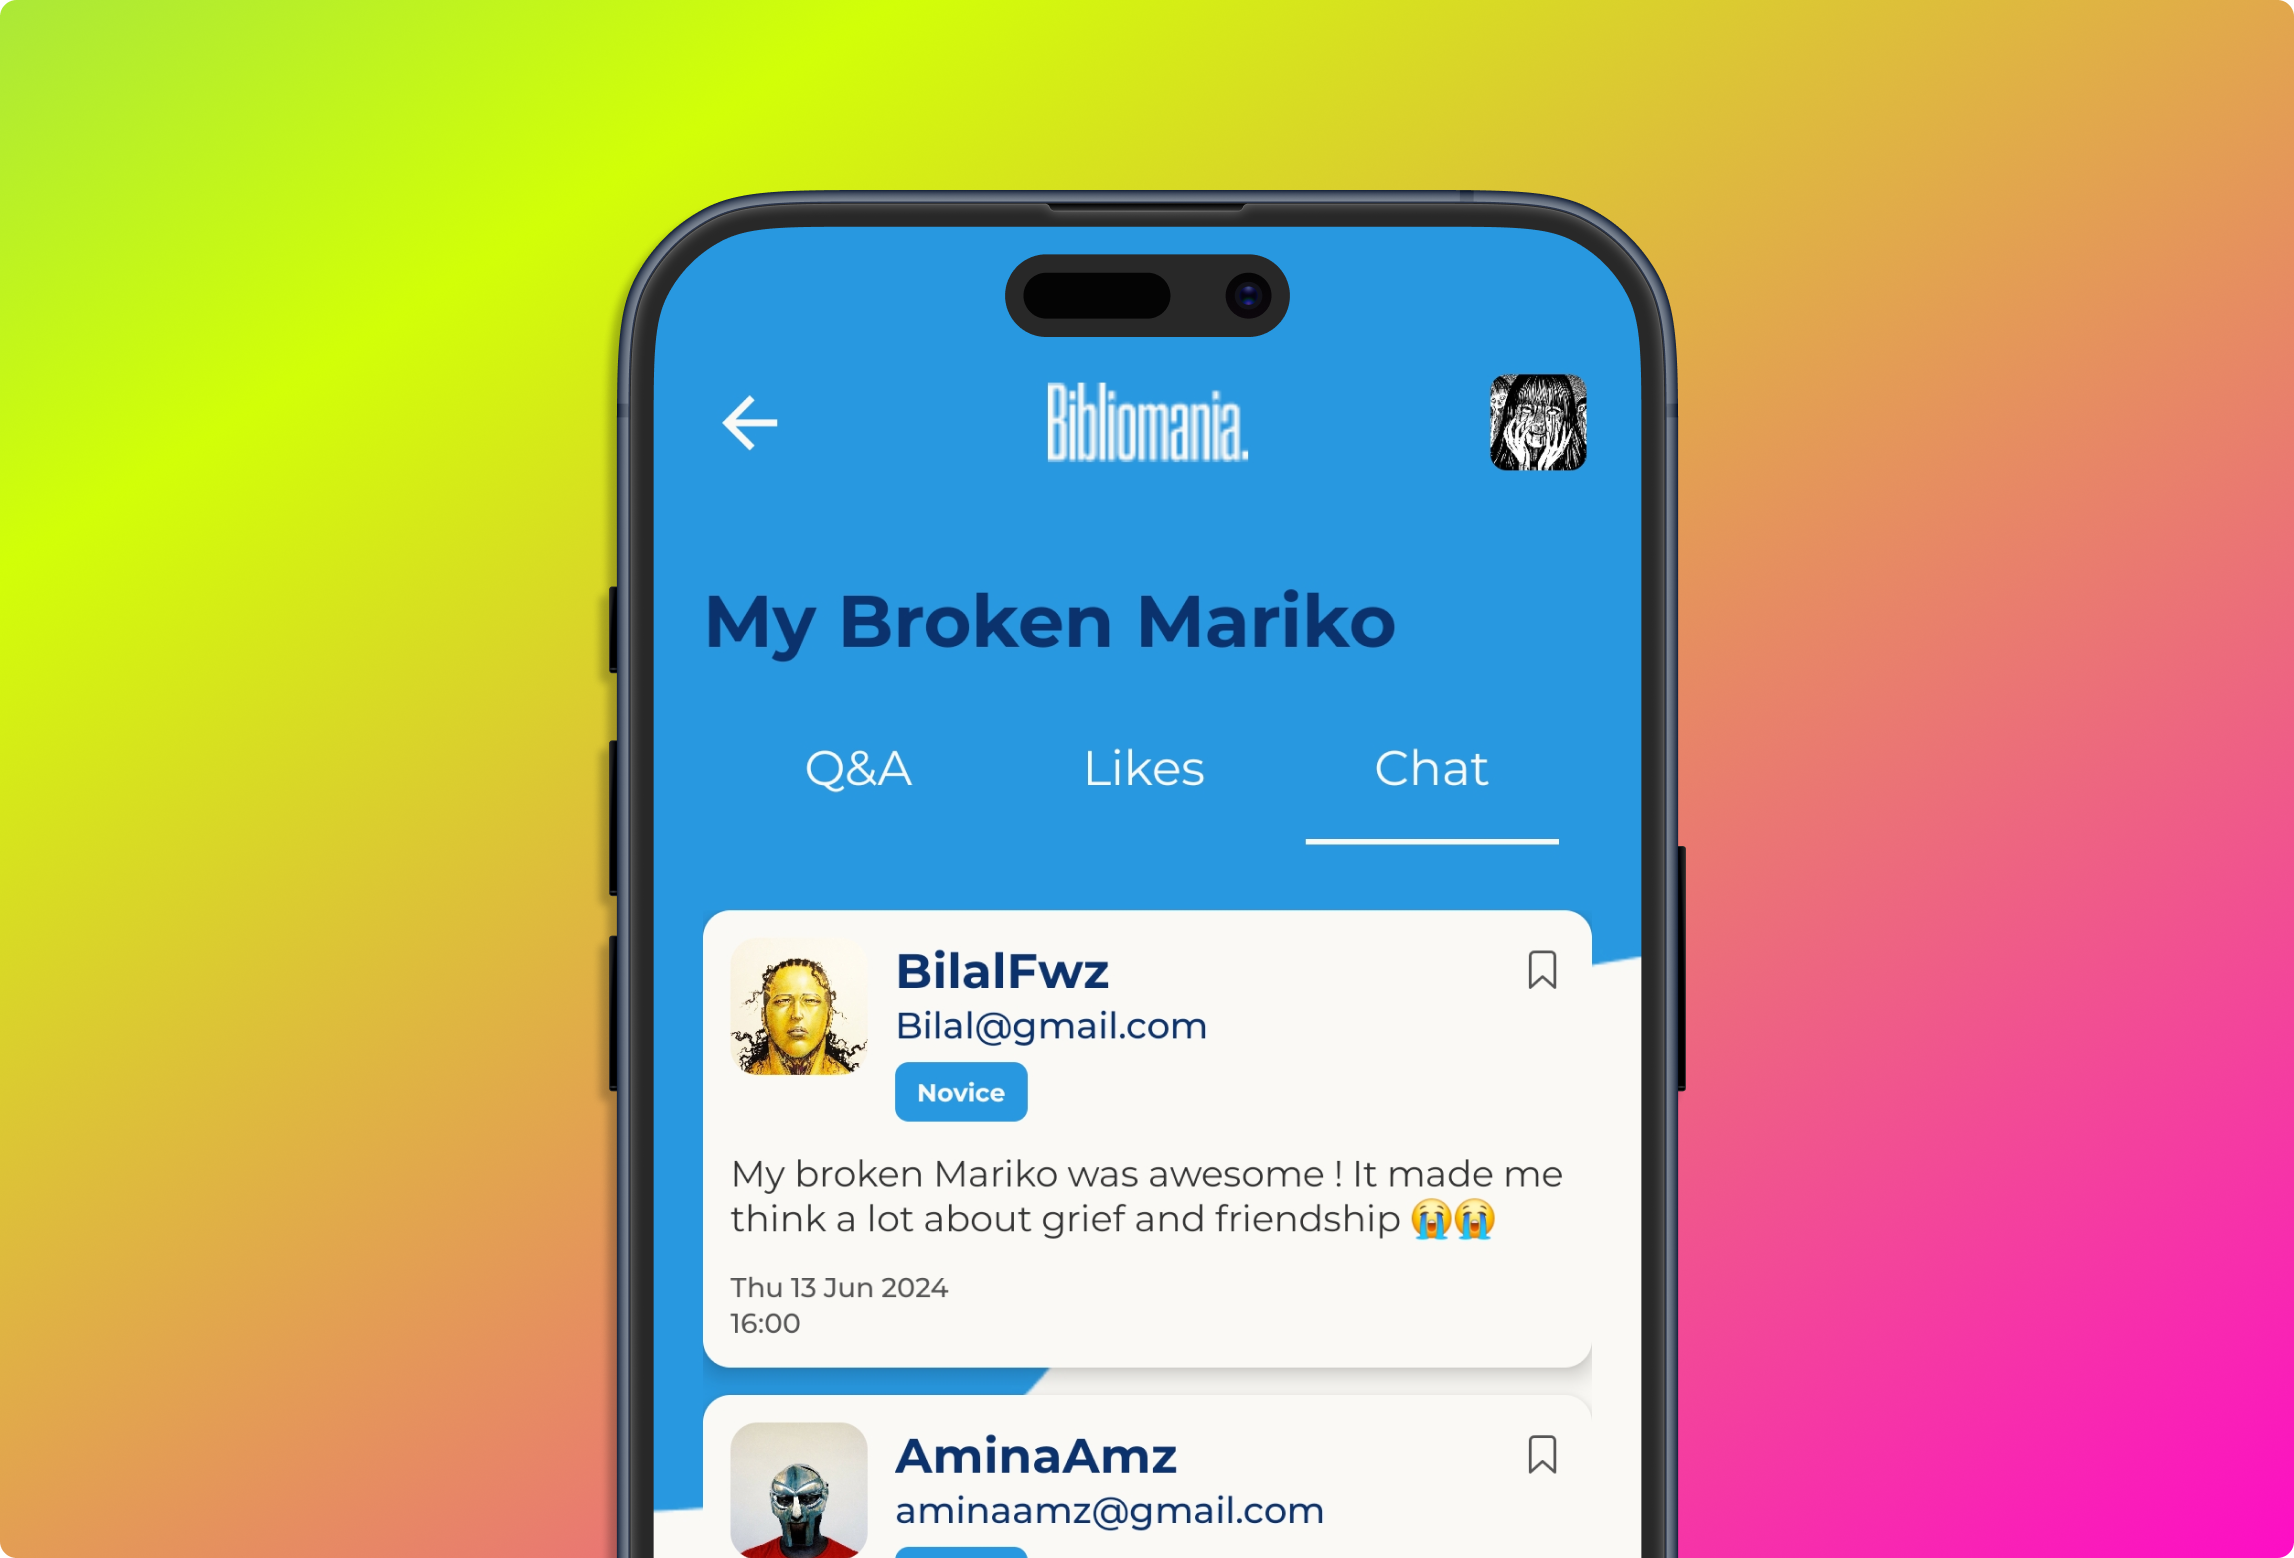 Bibliomania.
My Broken Mariko
Q&A Likes Chat
BilalFwz
Bilal@gmail.com
Novice
My broken Mariko was awesome ! It made me
think a lot about grief and friendship 😭😭
Thu 13 Jun 2024
16:00
AminaAmz
aminaamz@gmail.com